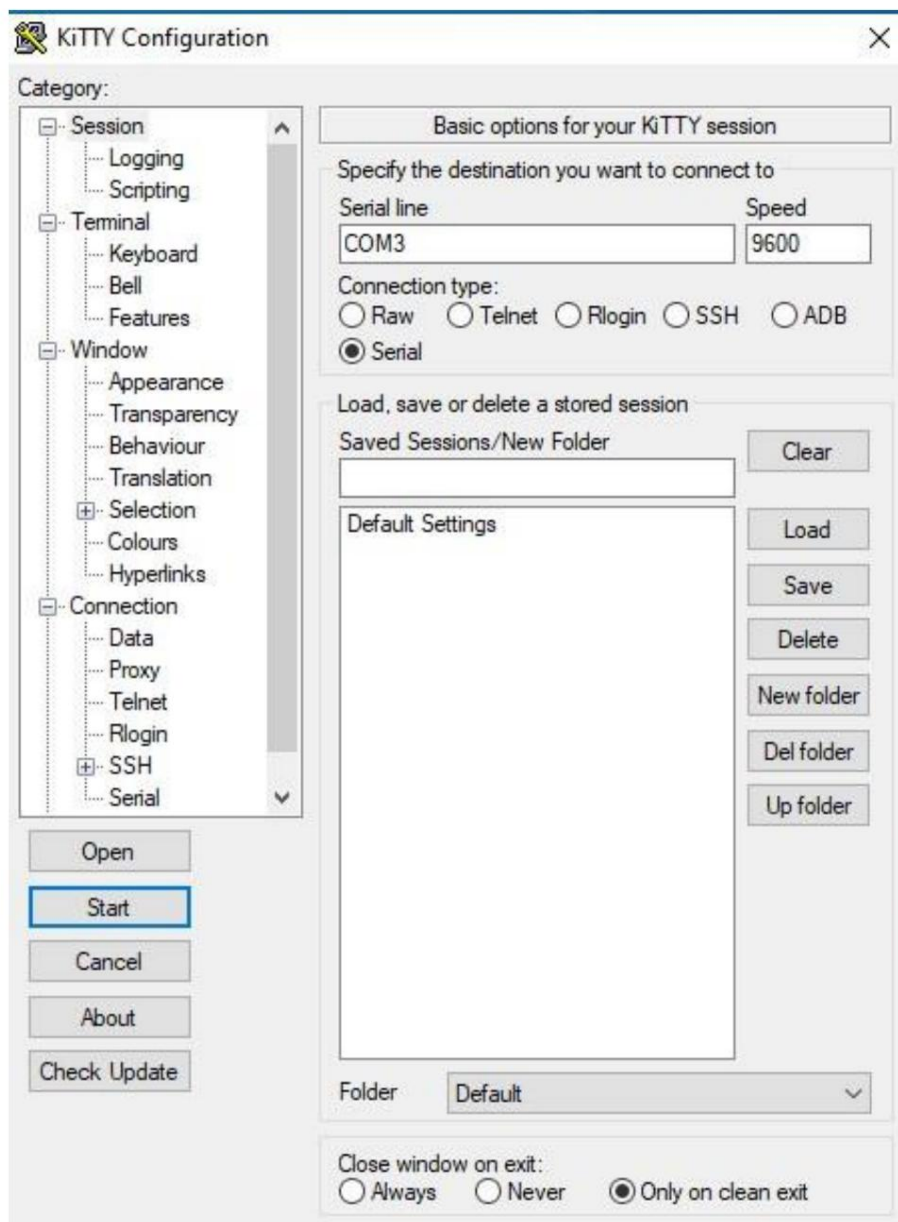 KiTTY Configuration
Category:
Session
Logging
Scripting
Terminal
Keyboard
Bell
Features
Window
Appearance
Transparency
Behaviour
Translation
Selection
Colours
Hyperlinks
Connection
Data
Proxy
Telnet
Rlogin
SSH
Serial
Open
Start
Cancel
About
Check Update
Basic options for your KiTTY session
Specify the destination you want to connect to
Serial line Speed
COM3 9600
Connection type:
Raw Telnet Rlogin SSH ADB
Serial
Load, save or delete a stored session
Saved Sessions/New Folder
Default Settings
Clear
Load
Save
Delete
New folder
Del folder
Up folder
Folder Default
Close window on exit:
Always Never Only on clean exit